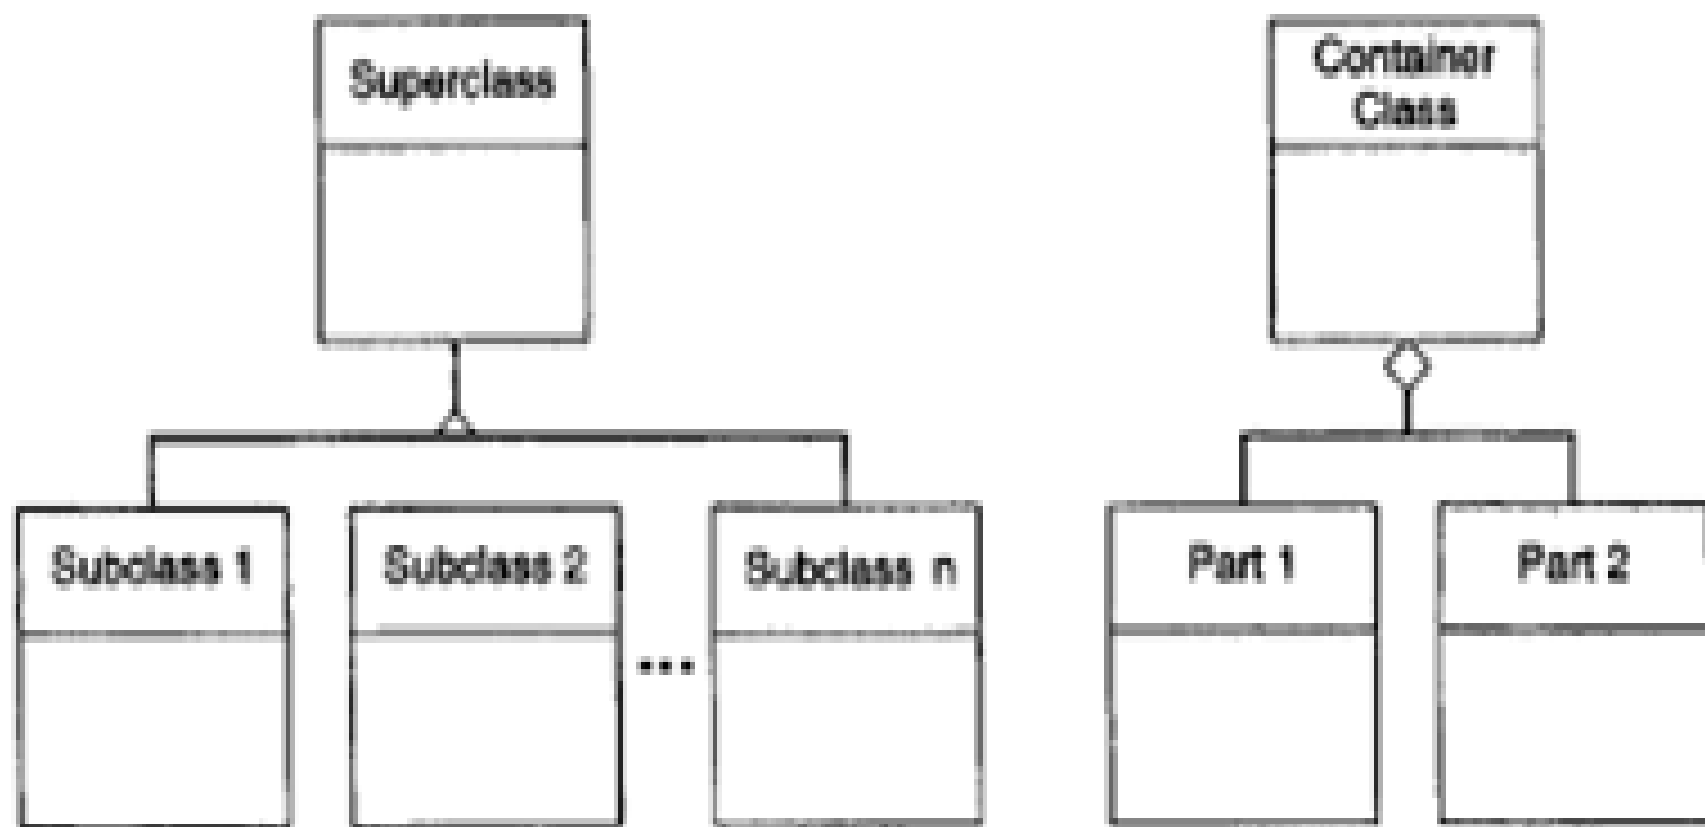 Superclass
Container
Class
Subclass 1
Subclass 2
...
Subclass n
Part 1
Part 2